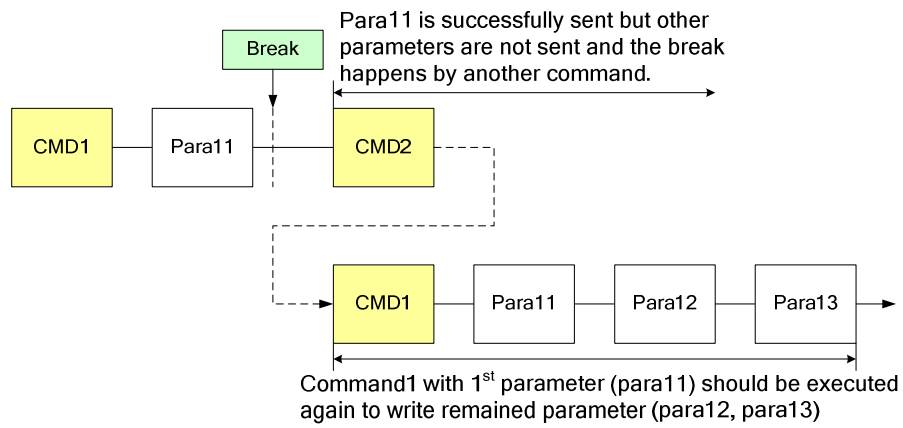 Para11 is successfully sent but other
parameters are not sent and the break
happens by another command.
Break
CMD1
Para11
CMD2
CMD1
Para11
Para12
Para13
Command1 with 1st parameter (para11) should be executed
again to write remained parameter (para12, para13)